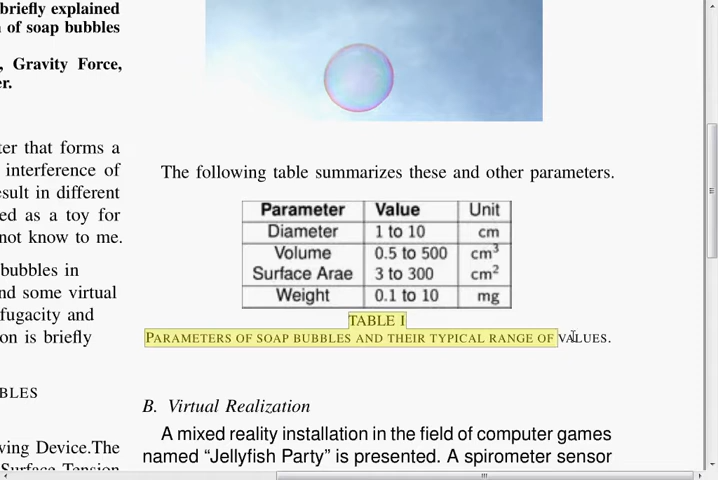 briefly explained
of soap bubbles
, Gravity Force,
er.
ter that forms a
interference of
esult in different
ed as a toy for
not know to me.
bubbles in
nd some virtual
fugacity and
on is briefly
BLES
ving Device.The
Surface Tension
The following table summarizes these and other parameters.
Parameter Value Unit
Diameter 1 to 10 cm
Volume 0.5 to 500 cm³
Surface Arae 3 to 300 cm²
Weight 0.1 to 10 mg
TABLE I
PARAMETERS OF SOAP BUBBLES AND THEIR TYPICAL RANGE OF VALUES.
B. Virtual Realization
A mixed reality installation in the field of computer games
named “Jellyfish Party” is presented. A spirometer sensor